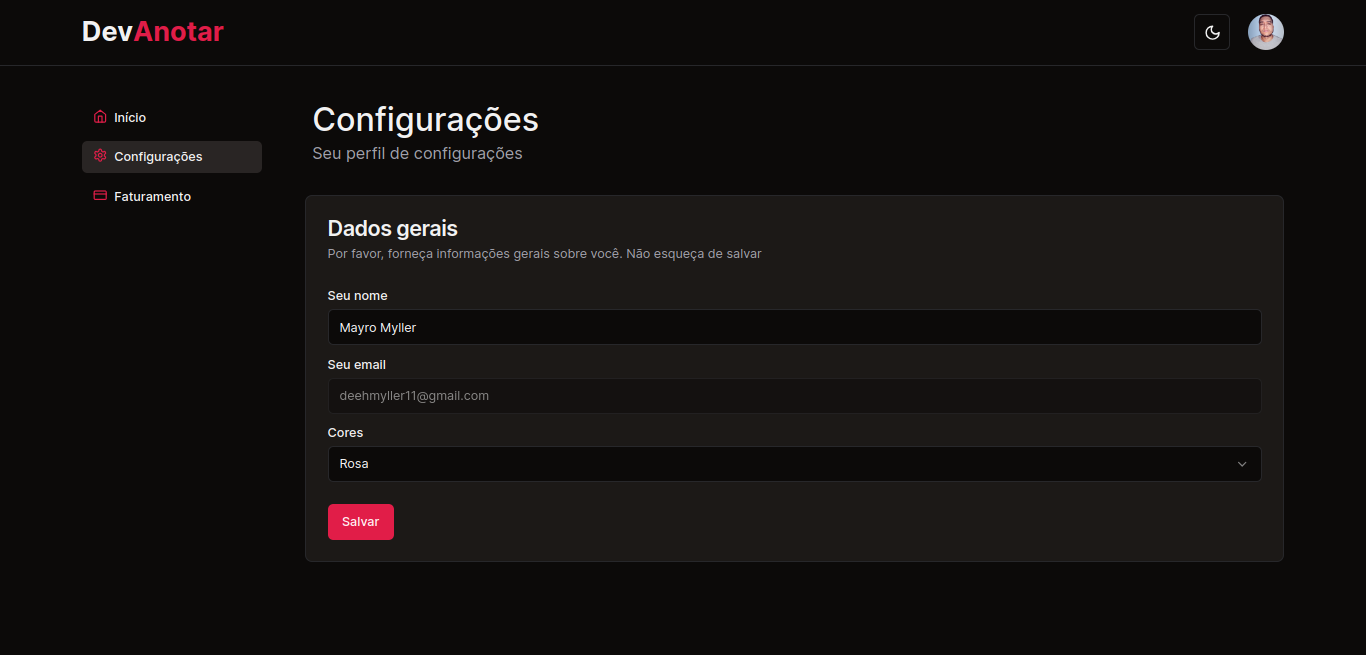 DevAnotar
Início
Configurações
Faturamento
Configurações
Seu perfil de configurações
Dados gerais
Por favor, forneça informações gerais sobre você. Não esqueça de salvar
Seu nome
Mayro Myller
Seu email
deehmyller11@gmail.com
Cores
Rosa
Salvar